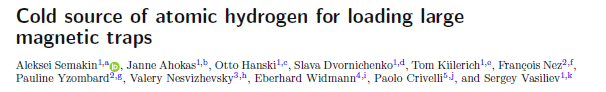 Cold source of atomic hydrogen for loading large
magnetic traps
Aleksei Semakin1,a, Janne Ahokas1,b, Otto Hanski1,c, Slava Dvornichenko1,d, Tom Kiilerich1,e, François Nez2,f,
Pauline Yzombard2,g, Valery Nesvizhevsky3,h, Eberhard Widmann4,i, Paolo Crivelli5,j, and Sergey Vasiliev1,k